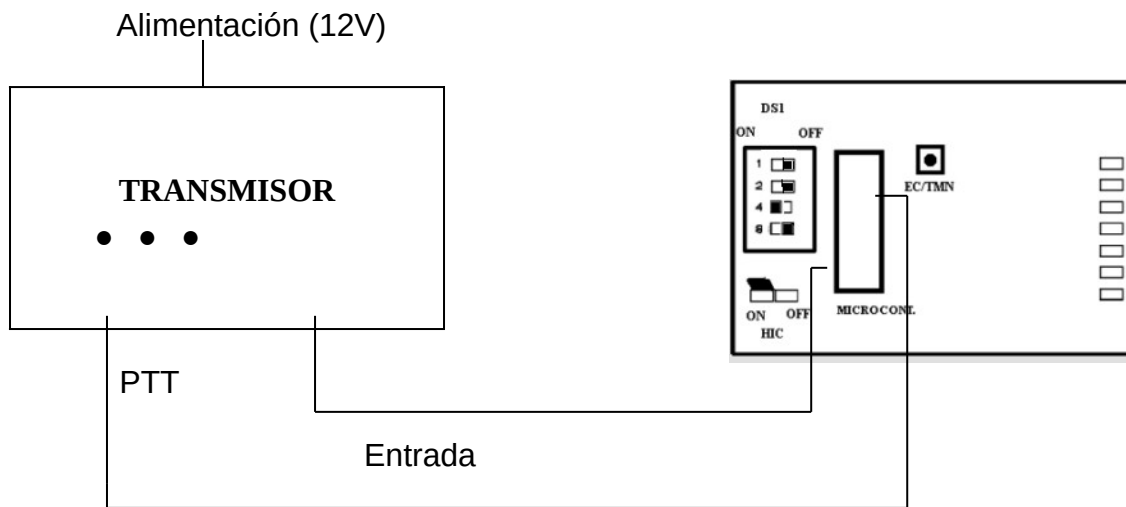 Alimentación (12V)
TRANSMISOR
PTT
Entrada
DS1
ON OFF
1
2
4
8
EC/TMN
MICROCONT.
ON OFF
HIC